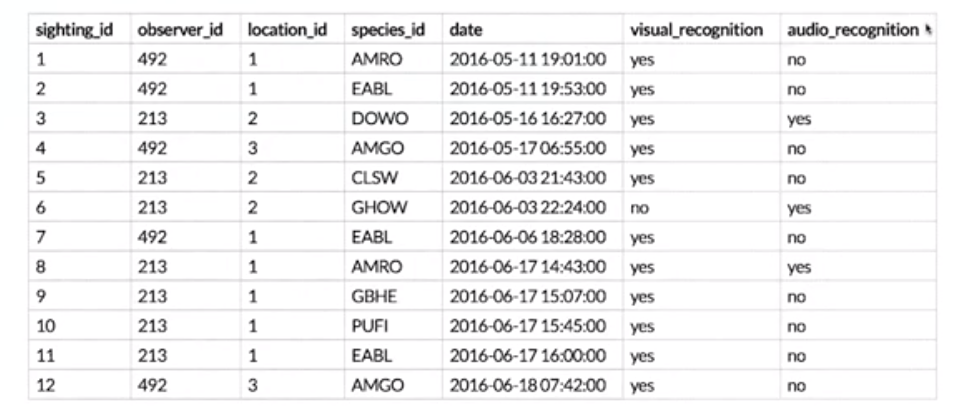 sighting_id observer_id location_id species_id date visual_recognition audio_recognition
1 492 1 AMRO 2016-05-11 19:01:00 yes no
2 492 1 EABL 2016-05-11 19:53:00 yes no
3 213 2 DOWO 2016-05-16 16:27:00 yes yes
4 492 3 AMGO 2016-05-17 06:55:00 yes no
5 213 2 CLSW 2016-06-03 21:43:00 yes no
6 213 2 GHOW 2016-06-03 22:24:00 no yes
7 492 1 EABL 2016-06-06 18:28:00 yes no
8 213 1 AMRO 2016-06-17 14:43:00 yes yes
9 213 1 GBHE 2016-06-17 15:07:00 yes no
10 213 1 PUFI 2016-06-17 15:45:00 yes no
11 213 1 EABL 2016-06-17 16:00:00 yes no
12 492 3 AMGO 2016-06-18 07:42:00 yes no